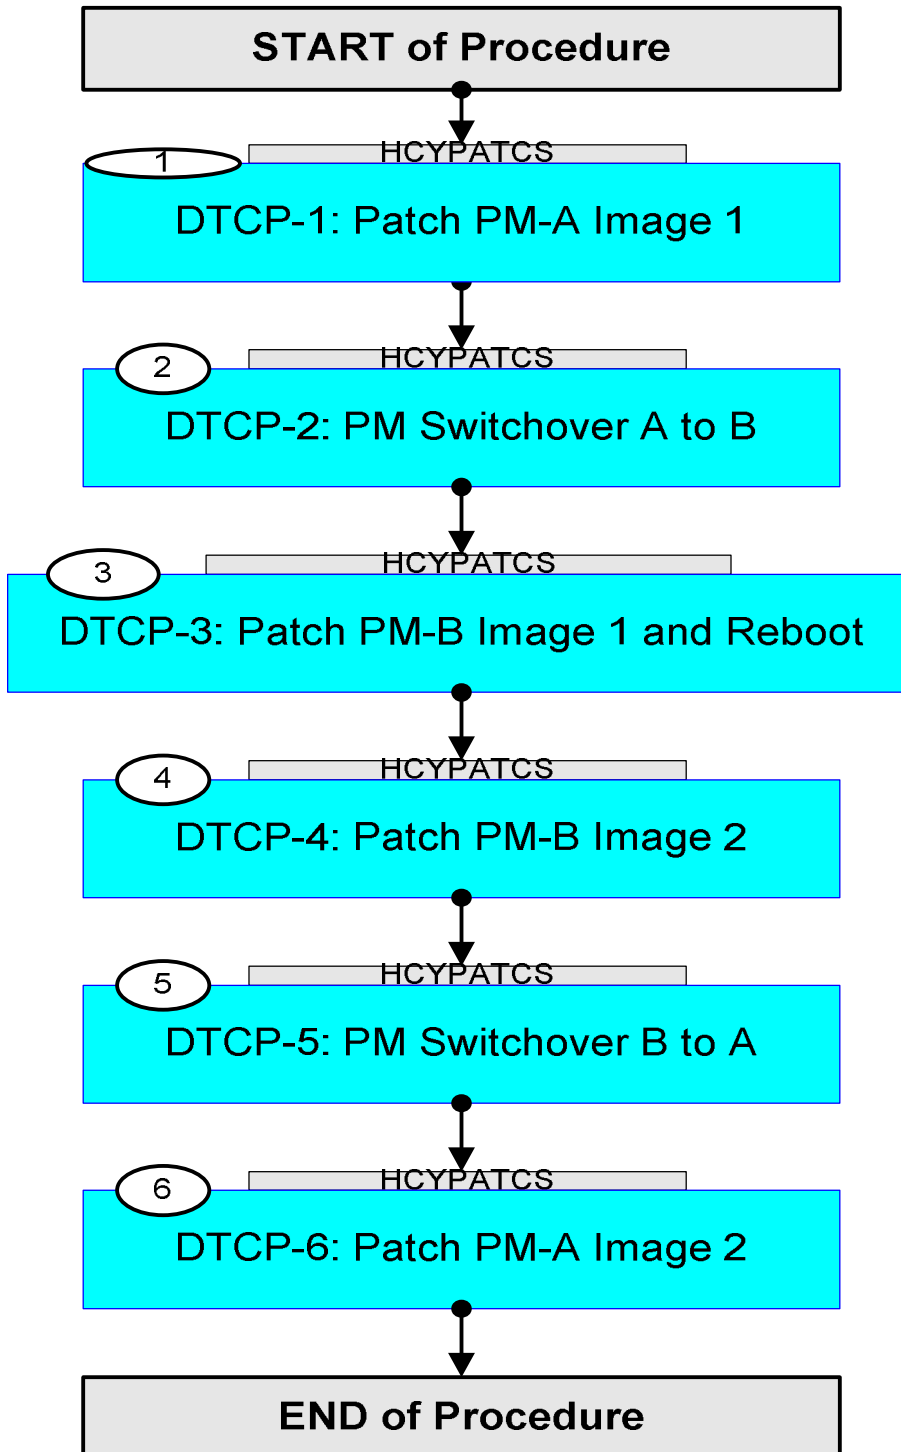 START of Procedure
HCYPATCS
1
DTCP-1: Patch PM-A Image 1
HCYPATCS
2
DTCP-2: PM Switchover A to B
HCYPATCS
3
DTCP-3: Patch PM-B Image 1 and Reboot
HCYPATCS
4
DTCP-4: Patch PM-B Image 2
HCYPATCS
5
DTCP-5: PM Switchover B to A
HCYPATCS
6
DTCP-6: Patch PM-A Image 2
END of Procedure